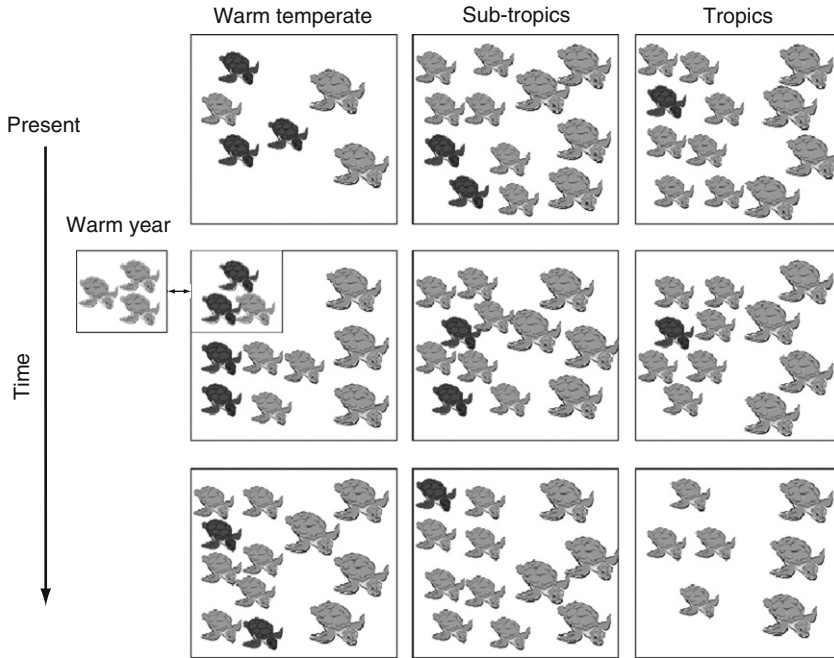 Warm temperate
Sub-tropics
Tropics
Present
Warm year
Time